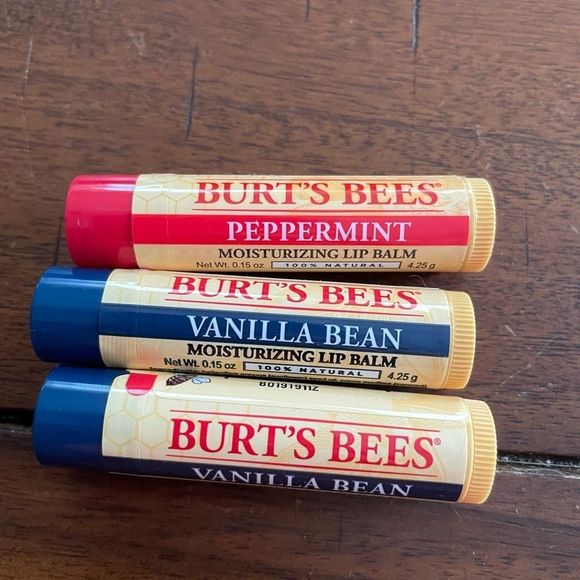 BURT'S BEES®
PEPPERMINT
MOISTURIZING LIP BALM
Net Wt. 0.15 oz 100% NATURAL 4.25 g
BURT'S BEES®
VANILLA BEAN
MOISTURIZING LIP BALM
Net Wt. 0.15 oz 100% NATURAL 4.25 g
BURT'S BEES®
VANILLA BEAN